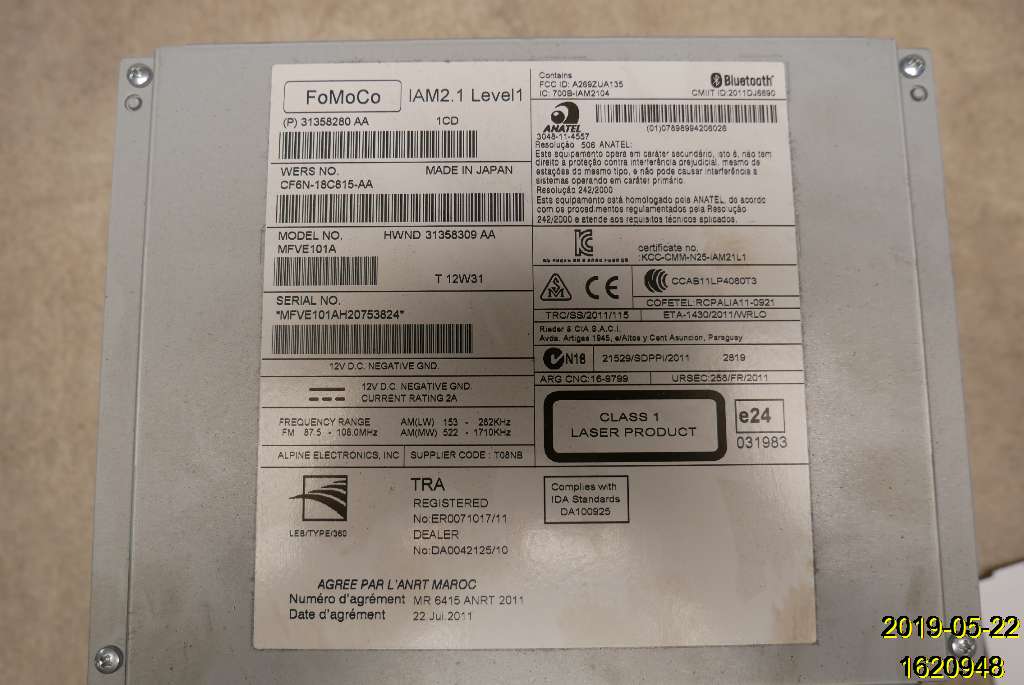 FoMoCo IAM2.1 Level1
(P) 31358280 AA 1CD
WERS NO. MADE IN JAPAN
CF6N-18C815-AA
MODEL NO. HWND 31358309 AA
MFVE101A
T 12W31
SERIAL NO.
*MFVE101AH20753824*
12V D.C. NEGATIVE GND.
12V D.C. NEGATIVE GND.
CURRENT RATING 2A
FREQUENCY RANGE AM(LW) 153 - 282KHz
FM 87.5 - 108.0MHz AM(MW) 522 - 1710KHz
ALPINE ELECTRONICS, INC SUPPLIER CODE : T08NB
Contains
FCC ID: A269ZUA135
IC: 700B-IAM2104
Bluetooth
CMIIT ID:2011DJ6690
ANATEL
3048-11-4557
(01)07898994206026
Resolução 506 ANATEL:
Este equipamento opera em caráter secundário, isto é, não tem
direito à proteção contra interferência prejudicial, mesmo de
estações do mesmo tipo, e não pode causar interferência a
sistemas operando em caráter primário.
Resolução 242/2000
Este equipamento está homologado pela ANATEL, de acordo
com os procedimentos regulamentados pela Resolução
242/2000 e atende aos requisitos técnicos aplicados.
certificate no.
:KCC-CMM-N25-IAM21L1
CE
CCAB11LP4080T3
COFETEL:RCPALIA11-0921
TRC/SS/2011/115 ETA-1430/2011/WRLO
Rieder & CIA S.A.C.I.
Avda. Artigas 1945, e/Altos y Cent Asuncion, Paraguay
N18 21529/SDPPI/2011 2819
ARG CNC:16-9799 URSEC:256/FR/2011
CLASS 1
LASER PRODUCT
e24
031983
LEB/TYPE/360
TRA
REGISTERED
No:ER0071017/11
DEALER
No:DA0042125/10
Complies with
IDA Standards
DA100925
AGREE PAR L'ANRT MAROC
Numéro d'agrément MR 6415 ANRT 2011
Date d'agrément 22.Jul.2011
2019-05-22
1620948